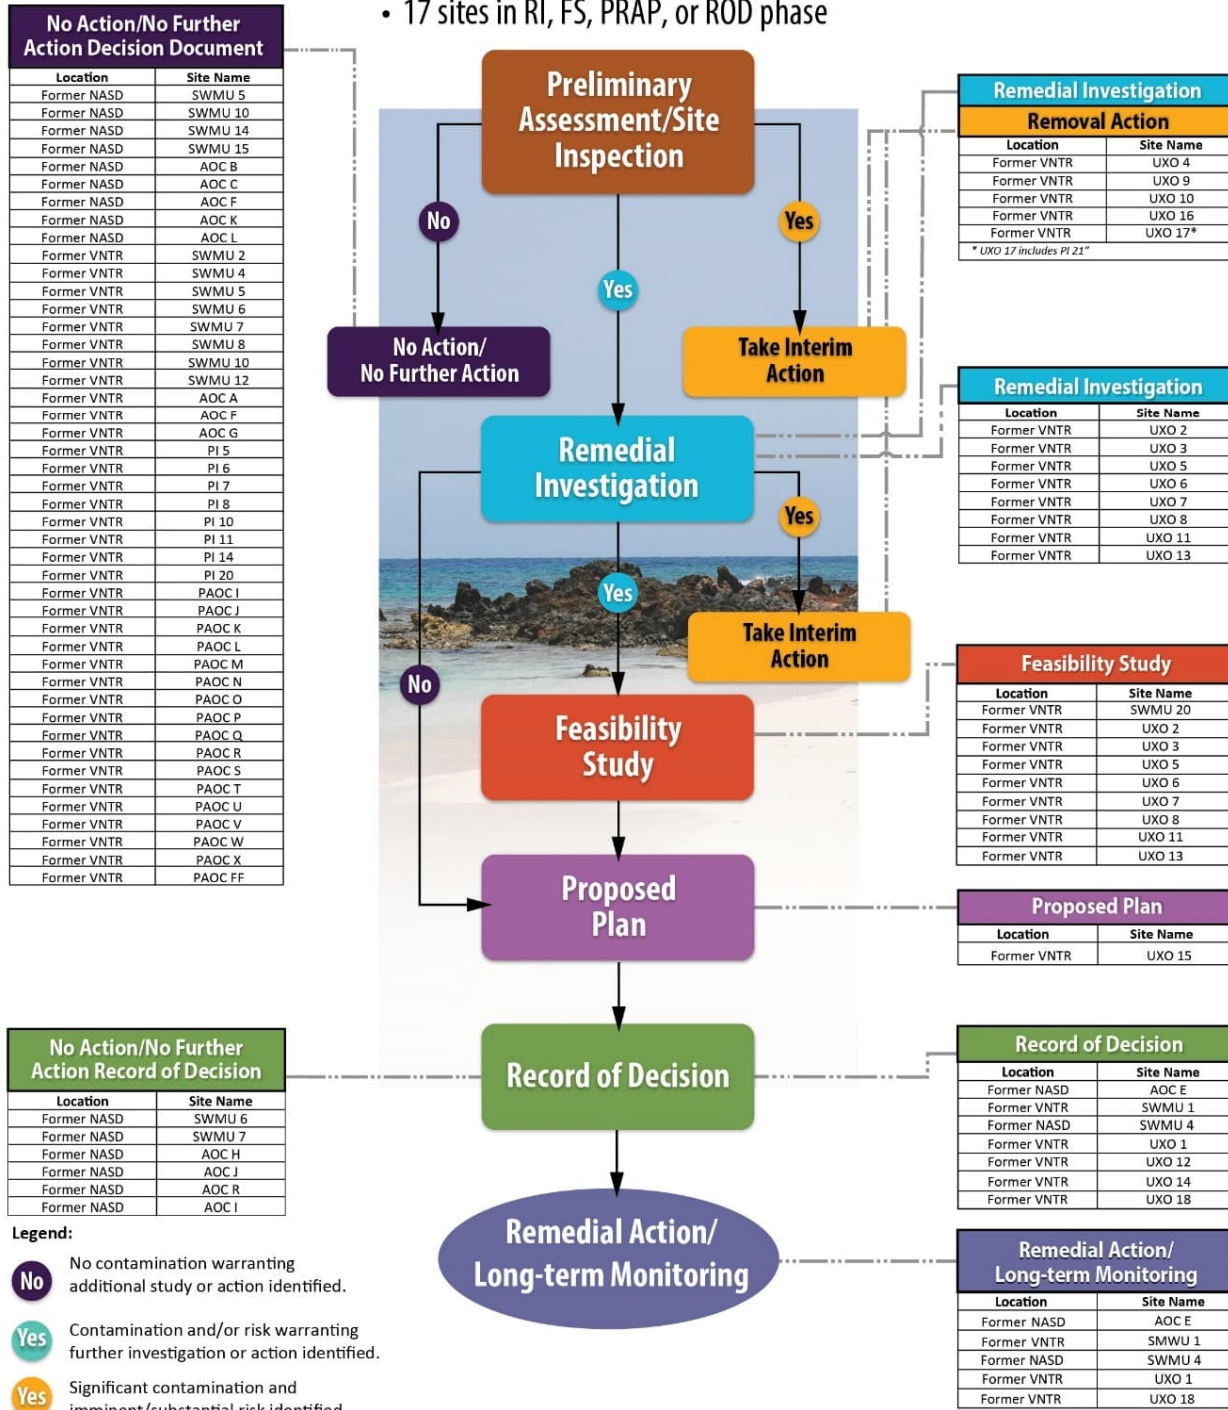 • 17 sites in RI, FS, PRAP, or ROD phase
No Action/No Further
Action Decision Document
Location Site Name
Former NASD SWMU 5
Former NASD SWMU 10
Former NASD SWMU 14
Former NASD SWMU 15
Former NASD AOC B
Former NASD AOC C
Former NASD AOC F
Former NASD AOC K
Former NASD AOC L
Former VNTR SWMU 2
Former VNTR SWMU 4
Former VNTR SWMU 5
Former VNTR SWMU 6
Former VNTR SWMU 7
Former VNTR SWMU 8
Former VNTR SWMU 10
Former VNTR SWMU 12
Former VNTR AOC A
Former VNTR AOC F
Former VNTR AOC G
Former VNTR PI 5
Former VNTR PI 6
Former VNTR PI 7
Former VNTR PI 8
Former VNTR PI 10
Former VNTR PI 11
Former VNTR PI 14
Former VNTR PI 20
Former VNTR PAOC I
Former VNTR PAOC J
Former VNTR PAOC K
Former VNTR PAOC L
Former VNTR PAOC M
Former VNTR PAOC N
Former VNTR PAOC O
Former VNTR PAOC P
Former VNTR PAOC Q
Former VNTR PAOC R
Former VNTR PAOC S
Former VNTR PAOC T
Former VNTR PAOC U
Former VNTR PAOC V
Former VNTR PAOC W
Former VNTR PAOC X
Former VNTR PAOC FF
No Action/No Further
Action Record of Decision
Location Site Name
Former NASD SWMU 6
Former NASD SWMU 7
Former NASD AOC H
Former NASD AOC J
Former NASD AOC R
Former NASD AOC I
Legend:
No
No contamination warranting
additional study or action identified.
Yes
Contamination and/or risk warranting
further investigation or action identified.
Yes
Significant contamination and
imminent/substantial risk identified
Preliminary
Assessment/Site
Inspection
No
Yes
Yes
No Action/
No Further Action
Take Interim
Action
Remedial
Investigation
Yes
Yes
No
Take Interim
Action
Feasibility
Study
Proposed
Plan
Record of Decision
Remedial Action/
Long-term Monitoring
Remedial Investigation
Removal Action
Location Site Name
Former VNTR UXO 4
Former VNTR UXO 9
Former VNTR UXO 10
Former VNTR UXO 16
Former VNTR UXO 17*
* UXO 17 includes PI 21"
Remedial Investigation
Location Site Name
Former VNTR UXO 2
Former VNTR UXO 3
Former VNTR UXO 5
Former VNTR UXO 6
Former VNTR UXO 7
Former VNTR UXO 8
Former VNTR UXO 11
Former VNTR UXO 13
Feasibility Study
Location Site Name
Former VNTR SWMU 20
Former VNTR UXO 2
Former VNTR UXO 3
Former VNTR UXO 5
Former VNTR UXO 6
Former VNTR UXO 7
Former VNTR UXO 8
Former VNTR UXO 11
Former VNTR UXO 13
Proposed Plan
Location Site Name
Former VNTR UXO 15
Record of Decision
Location Site Name
Former NASD AOC E
Former VNTR SWMU 1
Former NASD SWMU 4
Former VNTR UXO 1
Former VNTR UXO 12
Former VNTR UXO 14
Former VNTR UXO 18
Remedial Action/
Long-term Monitoring
Location Site Name
Former NASD AOC E
Former VNTR SMWU 1
Former NASD SWMU 4
Former VNTR UXO 1
Former VNTR UXO 18